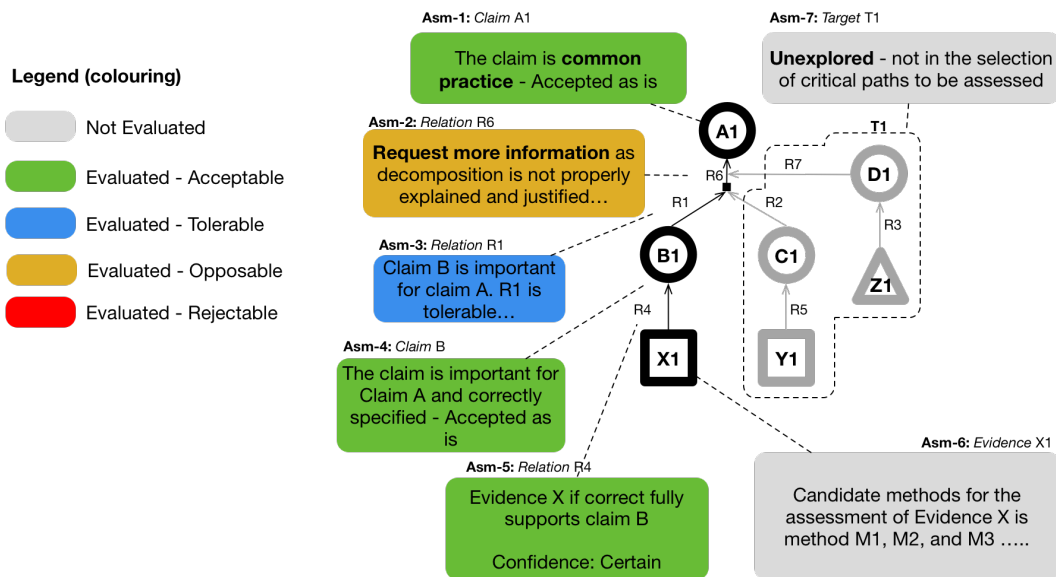 Legend (colouring)
Not Evaluated
Evaluated - Acceptable
Evaluated - Tolerable
Evaluated - Opposable
Evaluated - Rejectable
Asm-1: Claim A1
The claim is common
practice - Accepted as is
Asm-7: Target T1
Unexplored - not in the selection
of critical paths to be assessed
Asm-2: Relation R6
Request more information as
decomposition is not properly
explained and justified…
A1
T1
R7
D1
R6
R1
R2
R3
Asm-3: Relation R1
Claim B is important
for claim A. R1 is
tolerable…
B1
C1
Z1
R4
R5
X1
Y1
Asm-4: Claim B
The claim is important for
Claim A and correctly
specified - Accepted as
is
Asm-5: Relation R4
Evidence X if correct fully
supports claim B
Confidence: Certain
Asm-6: Evidence X1
Candidate methods for the
assessment of Evidence X is
method M1, M2, and M3 …..